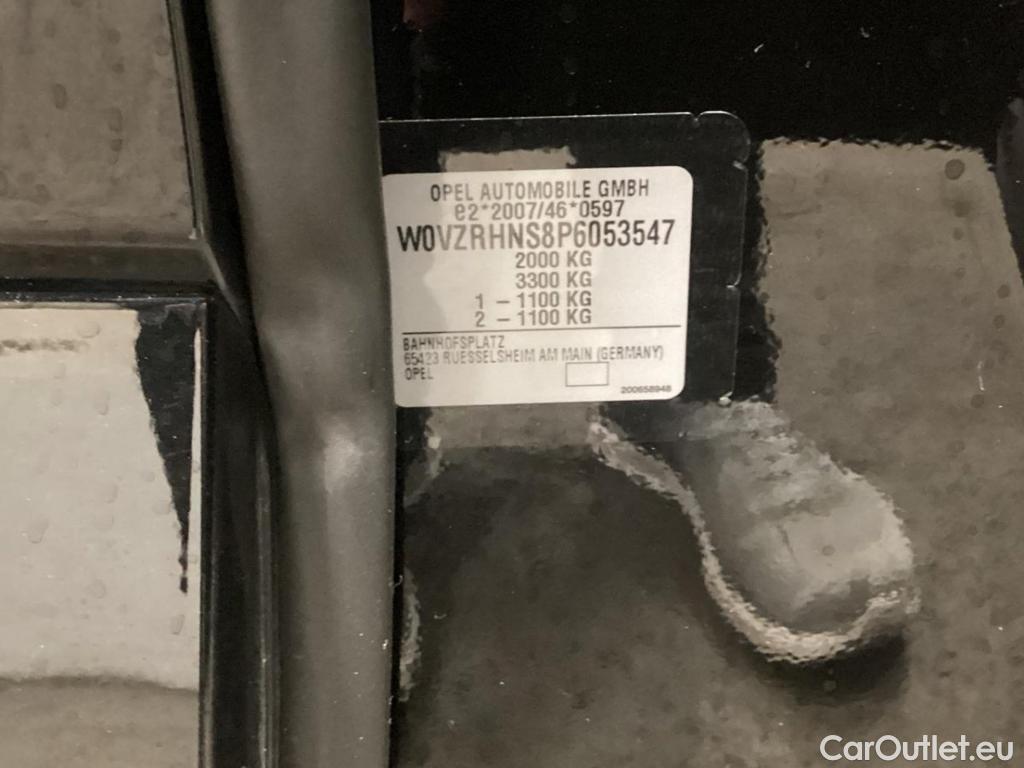 OPEL AUTOMOBILE GMBH
e2*2007/46*0597
W0VZRHNS8P6053547
2000 KG
3300 KG
1 – 1100 KG
2 – 1100 KG
BAHNHOFSPLATZ
65423 RUESSELSHEIM AM MAIN (GERMANY)
OPEL
200658948
CarOutlet.eu